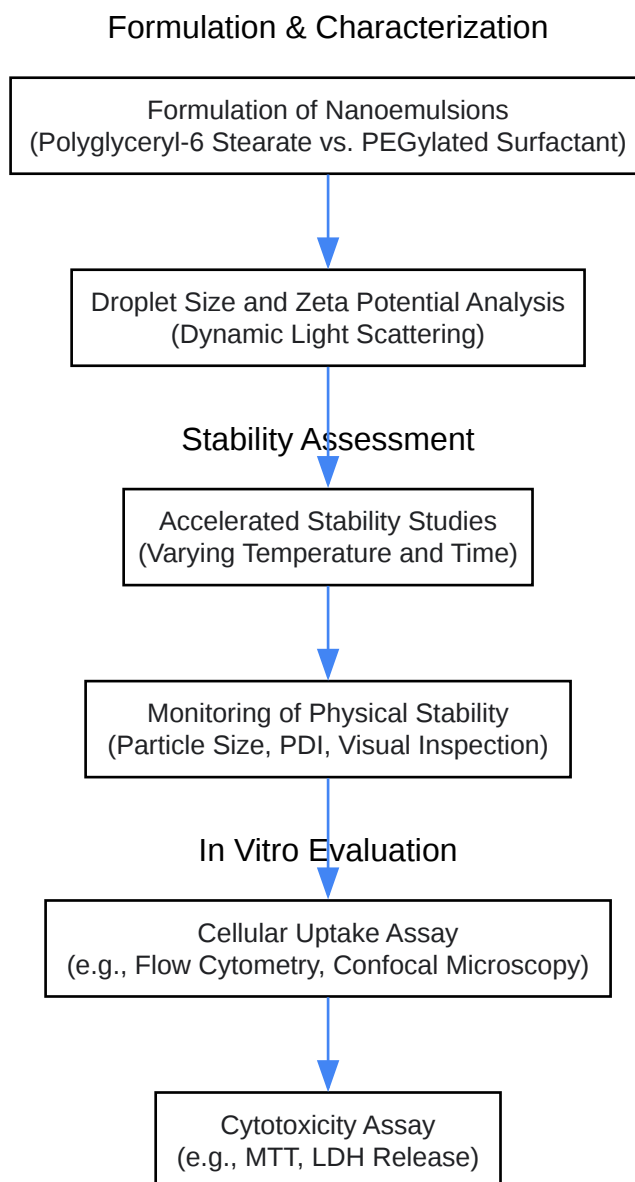 Formulation & Characterization
Formulation of Nanoemulsions
(Polyglyceryl-6 Stearate vs. PEGylated Surfactant)
Droplet Size and Zeta Potential Analysis
(Dynamic Light Scattering)
Stability Assessment
Accelerated Stability Studies
(Varying Temperature and Time)
Monitoring of Physical Stability
(Particle Size, PDI, Visual Inspection)
In Vitro Evaluation
Cellular Uptake Assay
(e.g., Flow Cytometry, Confocal Microscopy)
Cytotoxicity Assay
(e.g., MTT, LDH Release)